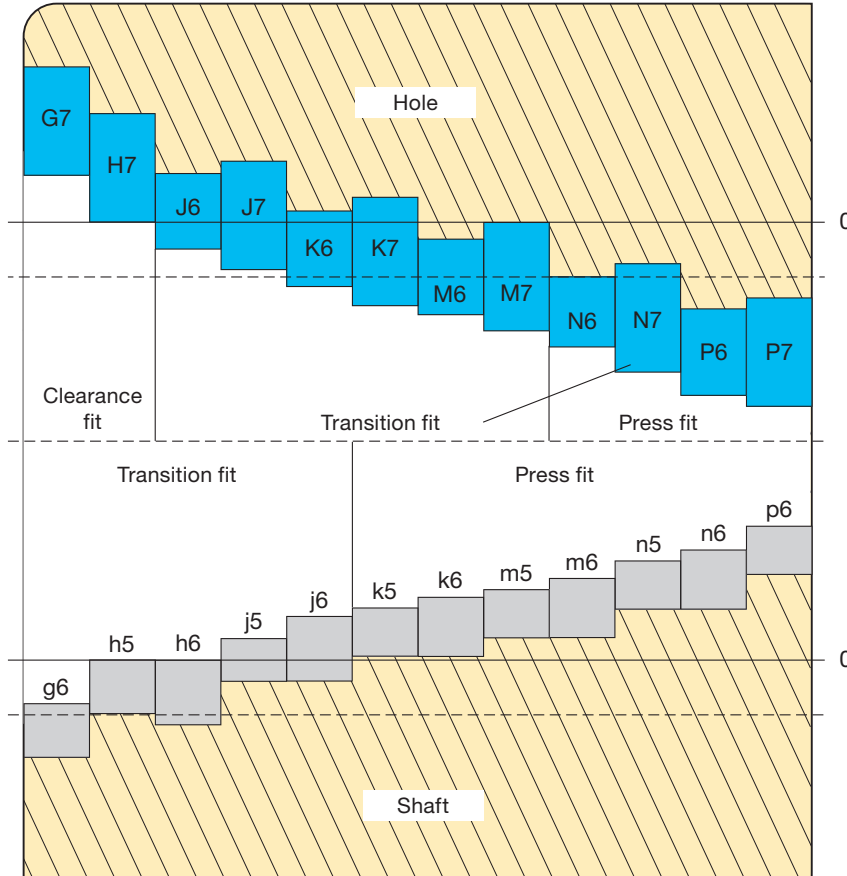 Hole
G7
H7
J6
J7
K6
K7
M6
M7
N6
N7
P6
P7
0
Clearance
fit
Transition fit
Press fit
Transition fit
Press fit
g6
h5
h6
j5
j6
k5
k6
m5
m6
n5
n6
p6
0
Shaft